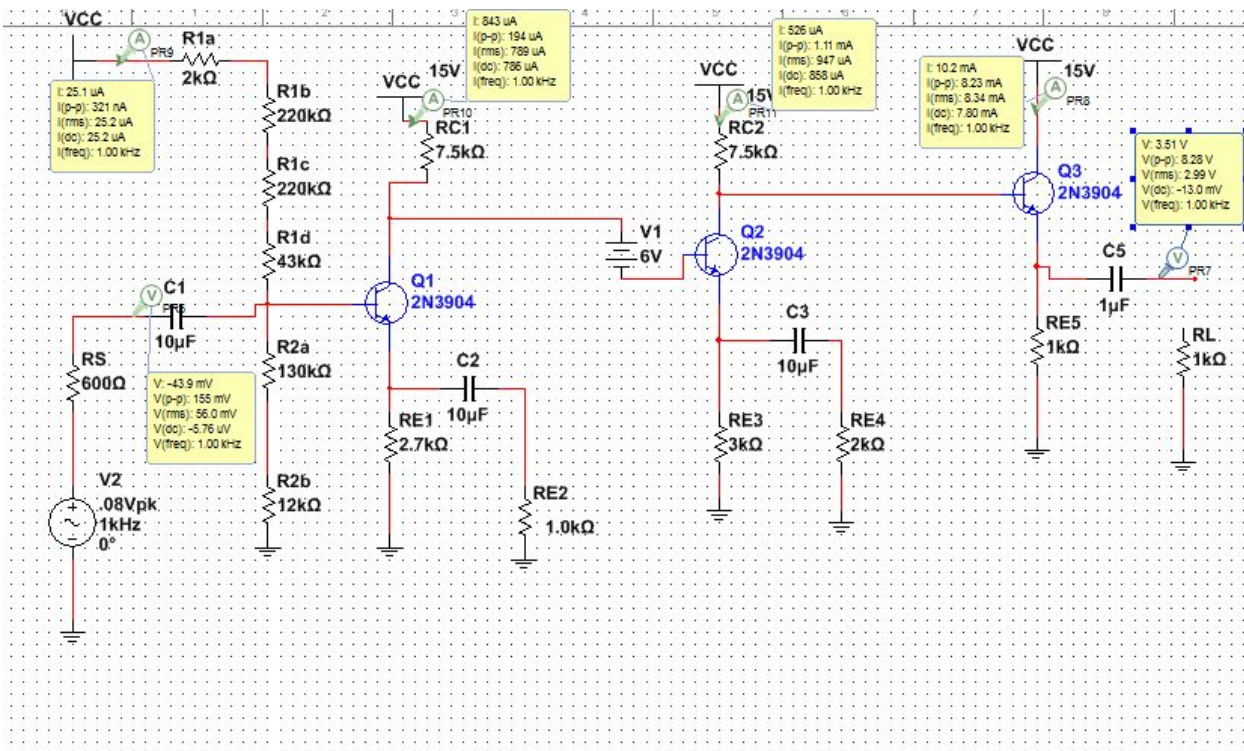 0
2
3
4
5
6
8
VCC
PR9
R1a
2kΩ
I: 25.1 uA
I(p-p): 321 nA
I(rms): 25.2 uA
I(dc): 25.2 uA
I(freq): 1.00 kHz
R1b
220kΩ
R1c
220kΩ
R1d
43kΩ
VCC
15V
A
PR10
RC1
7.5kΩ
I: 843 uA
I(p-p): 194 uA
I(rms): 789 uA
I(dc): 786 uA
I(freq): 1.00 kHz
VCC
15V
A
PR11
RC2
7.5kΩ
I: 526 uA
I(p-p): 1.11 mA
I(rms): 947 uA
I(dc): 858 uA
I(freq): 1.00 kHz
VCC
15V
A
PR8
I: 10.2 mA
I(p-p): 8.23 mA
I(rms): 8.34 mA
I(dc): 7.80 mA
I(freq): 1.00 kHz
Q3
2N3904
V: 3.51 V
V(p-p): 8.28 V
V(rms): 2.99 V
V(dc): -13.0 mV
V(freq): 1.00 kHz
V
PR7
C5
1µF
V1
6V
Q2
2N3904
Q1
2N3904
C1
10µF
V
PR5
RS
600Ω
R2a
130kΩ
C2
10µF
C3
10µF
RE5
1kΩ
RL
1kΩ
V: -43.9 mV
V(p-p): 155 mV
V(rms): 56.0 mV
V(dc): -5.76 uV
V(freq): 1.00 kHz
RE1
2.7kΩ
RE3
3kΩ
RE4
2kΩ
V2
.08Vpk
1kHz
0°
R2b
12kΩ
RE2
1.0kΩ
A